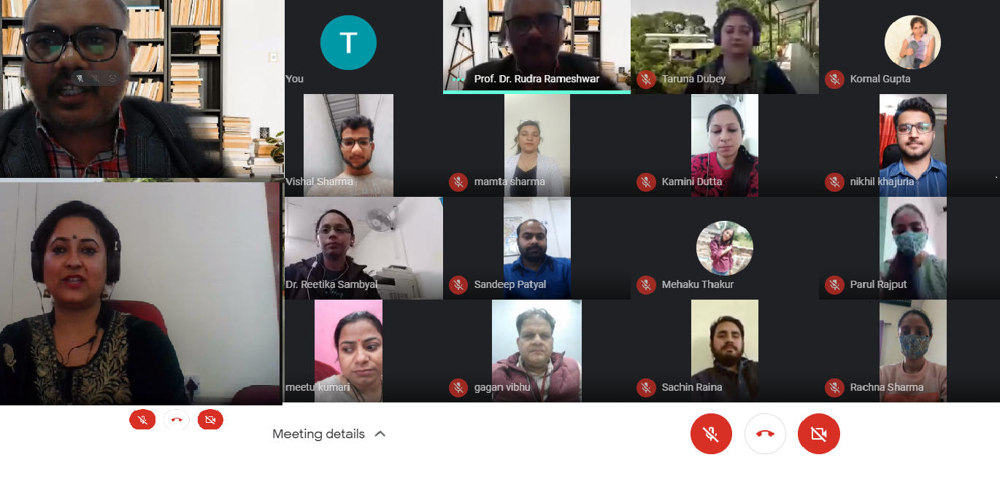 T
You
Prof. Dr. Rudra Rameshwar
Taruna Dubey
Komal Gupta
Vishal Sharma
mamta sharma
Kamini Dutta
nikhil khajuria
Dr. Reetika Sambyal
Sandeep Patyal
Mehaku Thakur
Parul Rajput
meetu kumari
gagan vibhu
Sachin Raina
Rachna Sharma
Meeting details